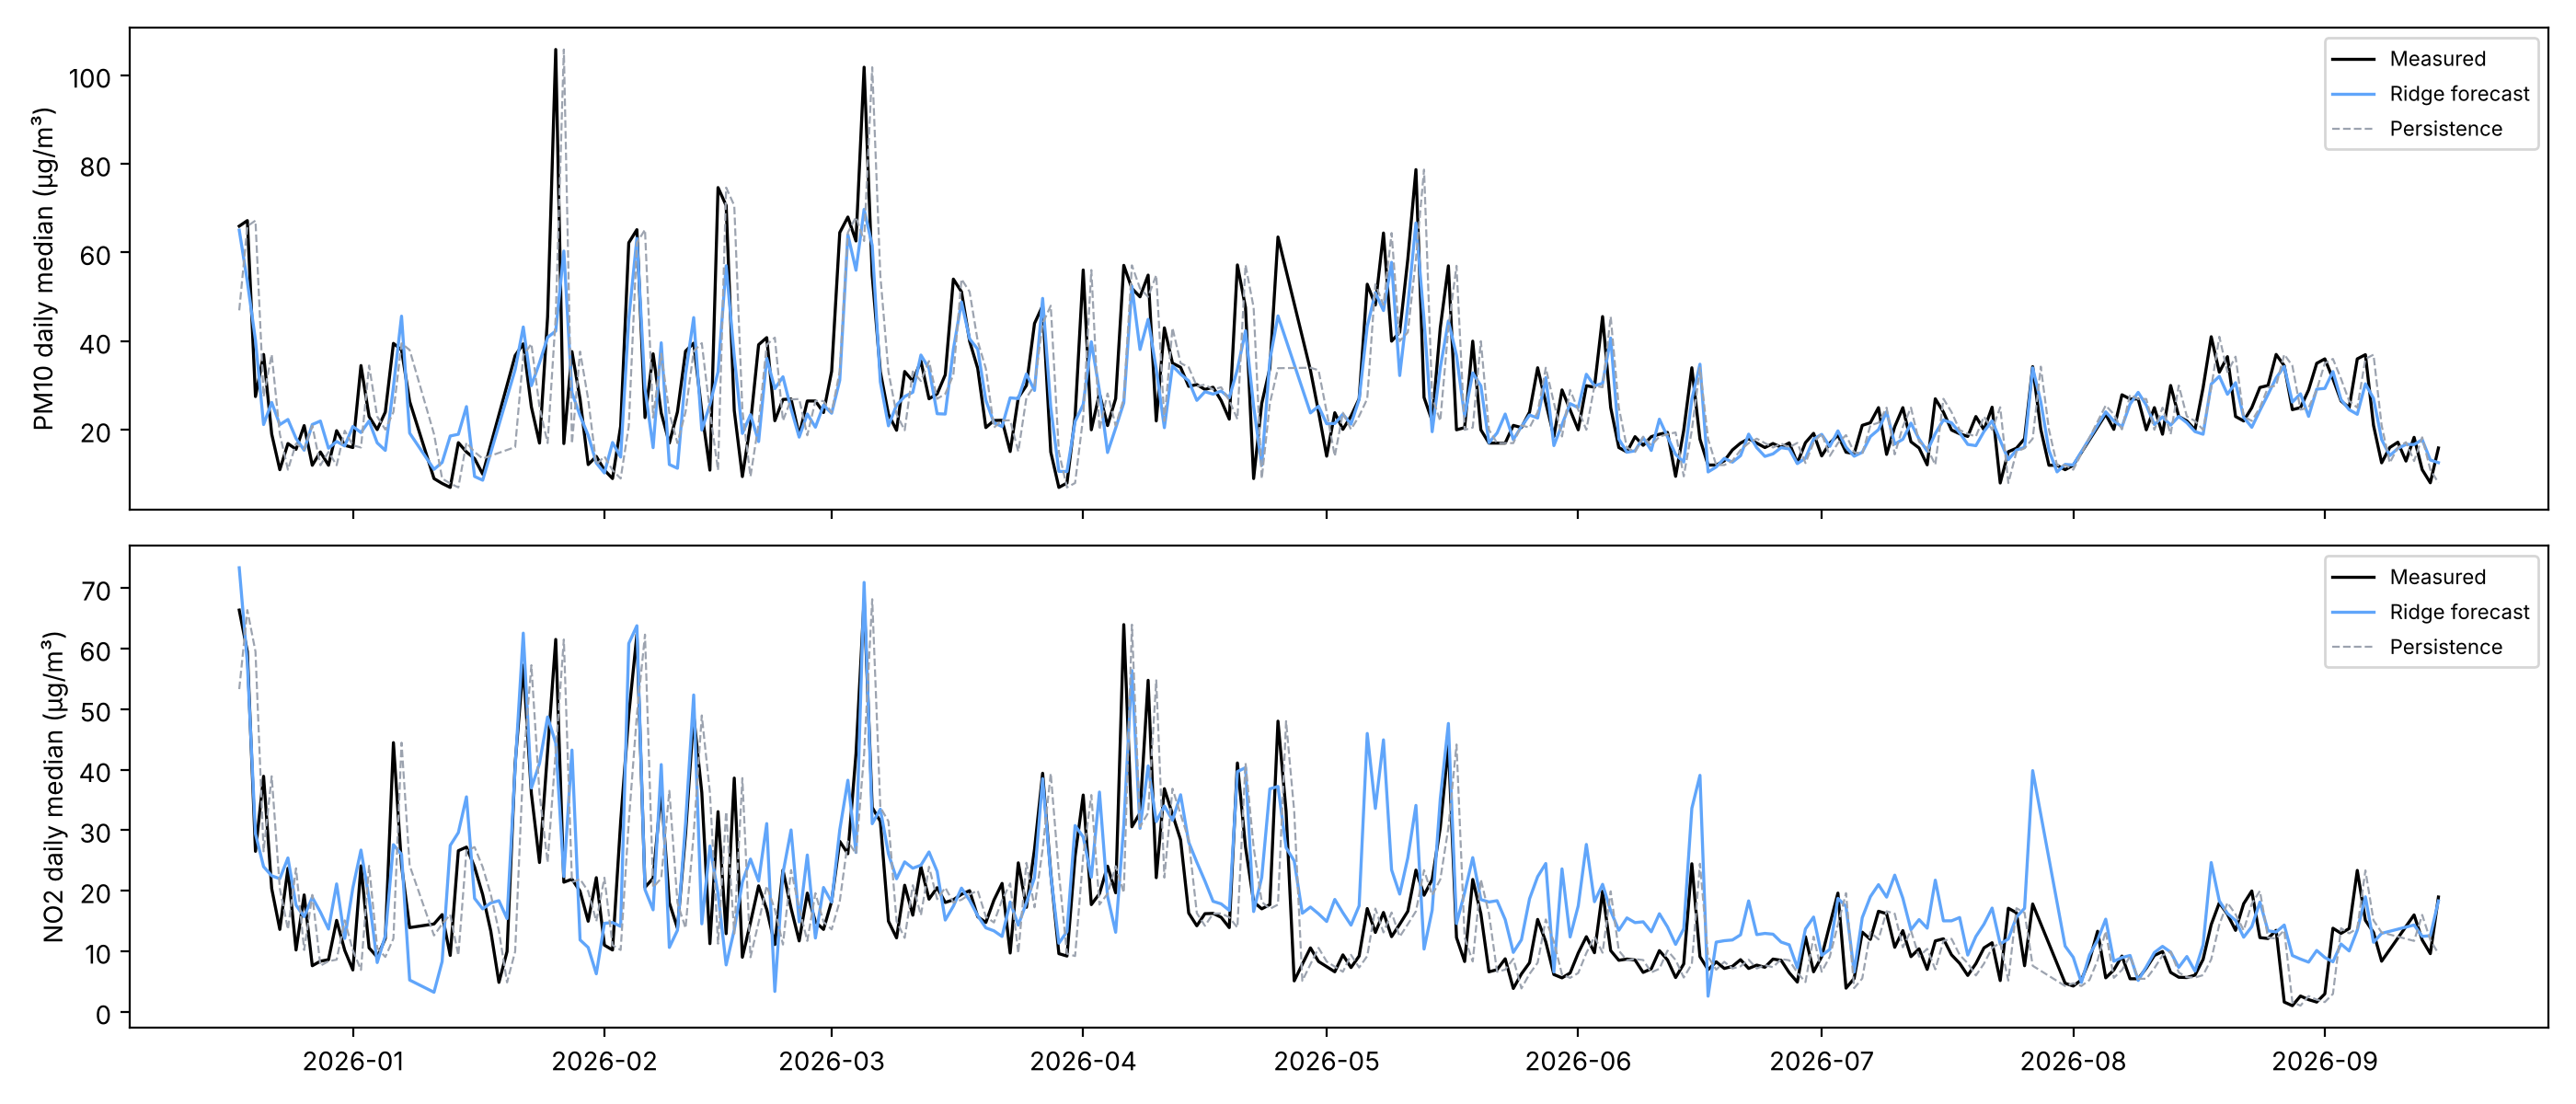 PM10 daily median (µg/m³)
100
80
60
40
20
Measured
Ridge forecast
Persistence
NO2 daily median (µg/m³)
70
60
50
40
30
20
10
0
Measured
Ridge forecast
Persistence
2026-01 2026-02 2026-03 2026-04 2026-05 2026-06 2026-07 2026-08 2026-09